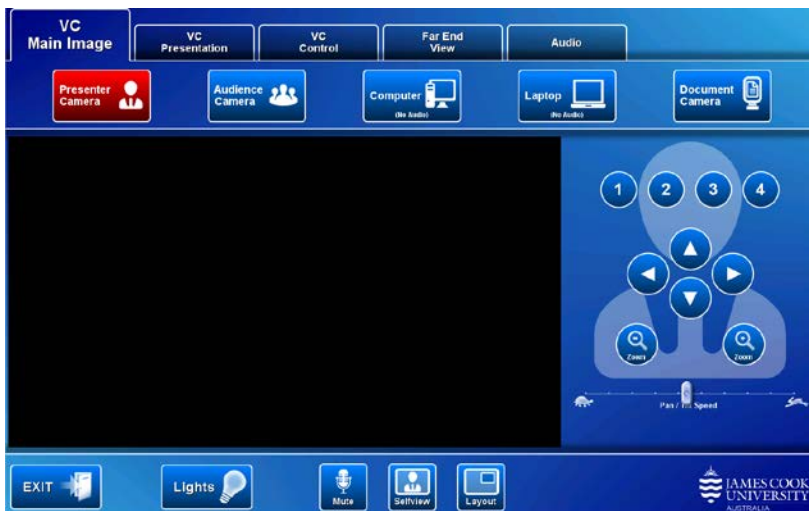 VC
Main Image
VC
Presentation
VC
Control
Far End
View
Audio
Presenter
Camera
Audience
Camera
Computer
(No Audio)
Laptop
(No Audio)
Document
Camera
1 2 3 4
Zoom
Zoom
Pan / Tilt Speed
EXIT
Lights
Mute
Selfview
Layout
JAMES COOK
UNIVERSITY
AUSTRALIA